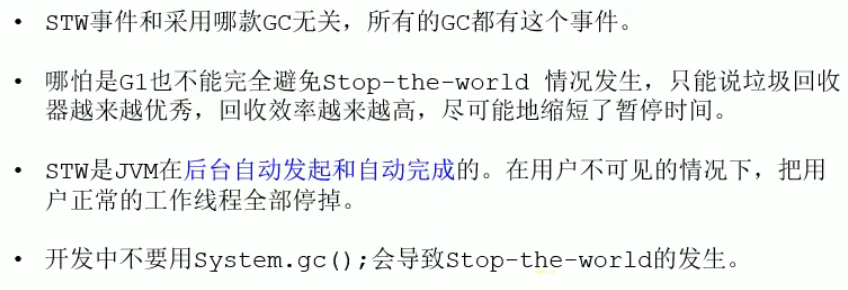 • STW事件和采用哪款GC无关，所有的GC都有这个事件。
• 哪怕是G1也不能完全避免Stop-the-world 情况发生，只能说垃圾回收
器越来越优秀，回收效率越来越高，尽可能地缩短了暂停时间。
• STW是JVM在后台自动发起和自动完成的。在用户不可见的情况下，把用
户正常的工作线程全部停掉。
• 开发中不要用System.gc();会导致Stop-the-world的发生。